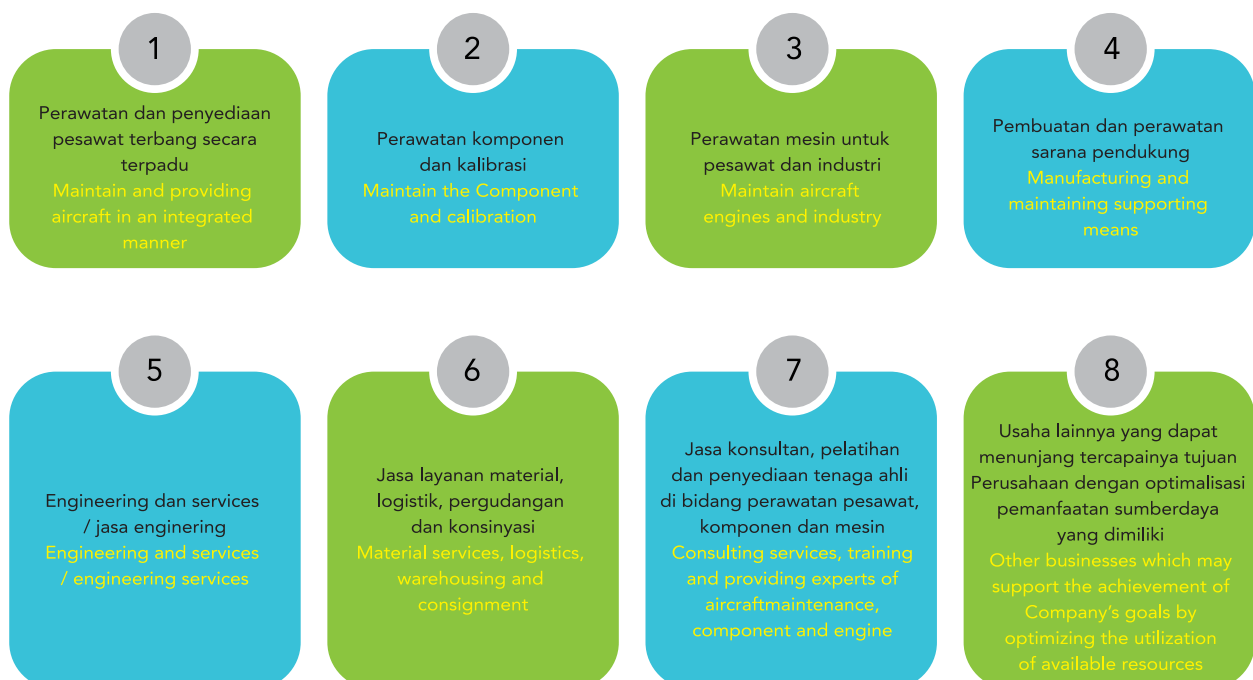 1
Perawatan dan penyediaan
pesawat terbang secara
terpadu
Maintain and providing
aircraft in an integrated
manner
2
Perawatan komponen
dan kalibrasi
Maintain the Component
and calibration
3
Perawatan mesin untuk
pesawat dan industri
Maintain aircraft
engines and industry
4
Pembuatan dan perawatan
sarana pendukung
Manufacturing and
maintaining supporting
means
5
Engineering dan services
/ jasa enginering
Engineering and services
/ engineering services
6
Jasa layanan material,
logistik, pergudangan
dan konsinyasi
Material services, logistics,
warehousing and
consignment
7
Jasa konsultan, pelatihan
dan penyediaan tenaga ahli
di bidang perawatan pesawat,
komponen dan mesin
Consulting services, training
and providing experts of
aircraftmaintenance,
component and engine
8
Usaha lainnya yang dapat
menunjang tercapainya tujuan
Perusahaan dengan optimalisasi
pemanfaatan sumberdaya
yang dimiliki
Other businesses which may
support the achievement of
Company’s goals by
optimizing the utilization
of available resources